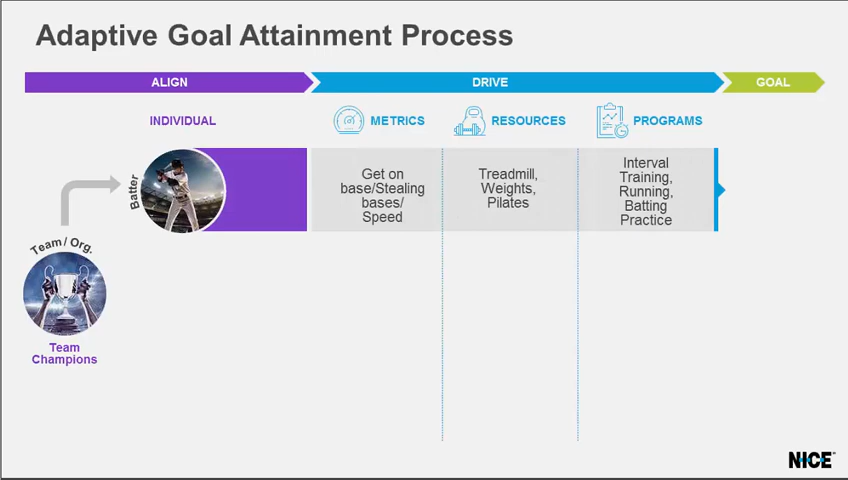 Adaptive Goal Attainment Process
ALIGN
DRIVE
GOAL
INDIVIDUAL
METRICS
RESOURCES
PROGRAMS
Batter
Get on
base/Stealing
bases/
Speed
Treadmill,
Weights,
Pilates
Interval
Training,
Running,
Batting
Practice
Team / Org.
Team
Champions
NICE